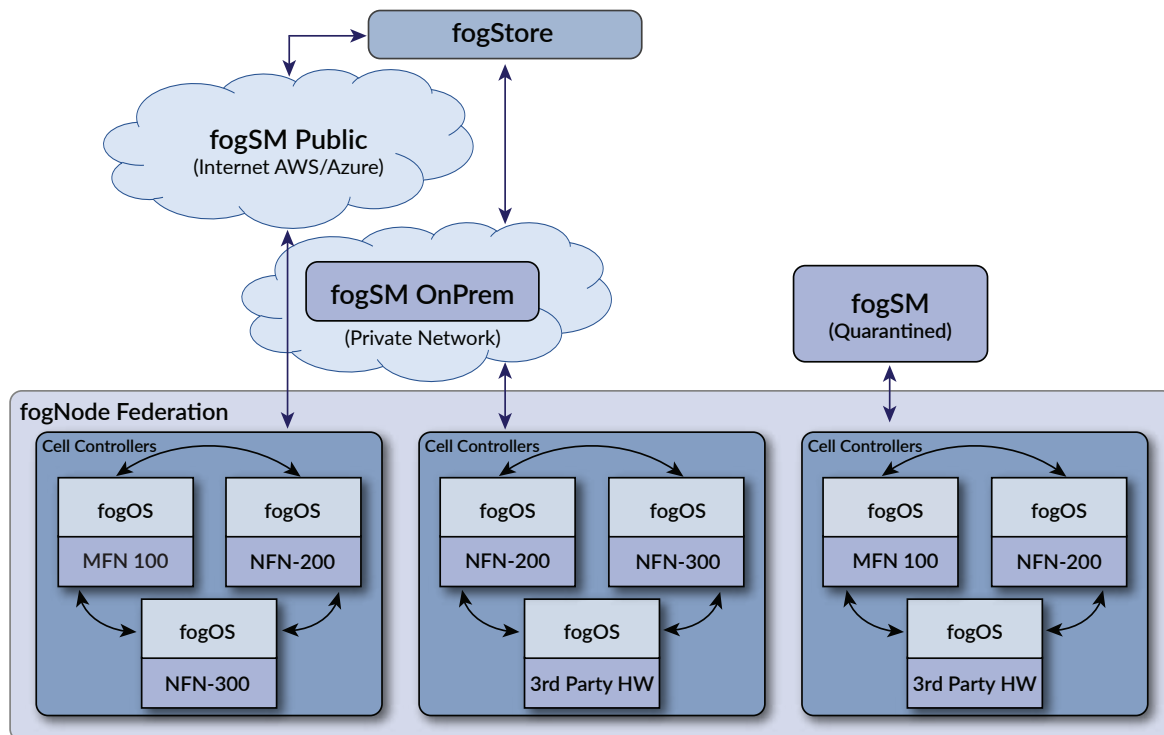 fogStore
fogSM Public
(Internet AWS/Azure)
fogSM OnPrem
(Private Network)
fogSM
(Quarantined)
fogNode Federation
Cell Controllers
fogOS
MFN 100
fogOS
NFN-200
fogOS
NFN-300
Cell Controllers
fogOS
NFN-200
fogOS
NFN-300
fogOS
3rd Party HW
Cell Controllers
fogOS
MFN 100
fogOS
NFN-200
fogOS
3rd Party HW